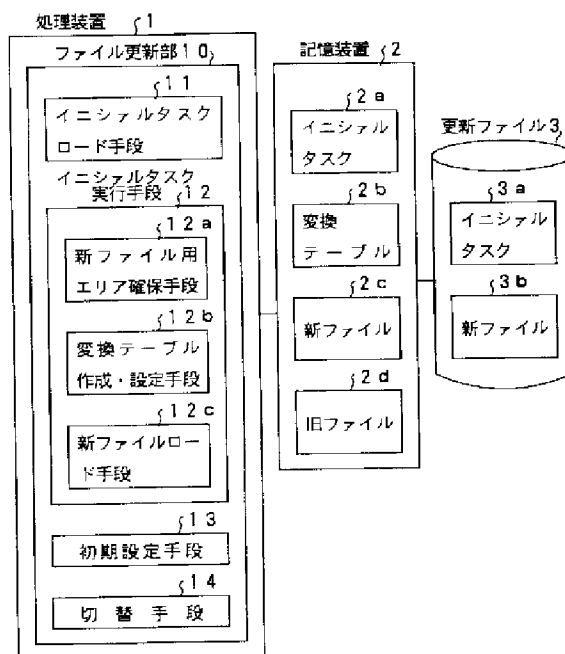 処理装置 1
ファイル更新部10
11
イニシャルタスク
ロード手段
イニシャルタスク
実行手段 12
12a
新ファイル用
エリア確保手段
12b
変換テーブル
作成・設定手段
12c
新ファイルロー
ド手段
13
初期設定手段
14
切替手段
記憶装置 2
2a
イニシャル
タスク
2b
変換
テーブル
2c
新ファイル
2d
旧ファイル
更新ファイル3
3a
イニシャル
タスク
3b
新ファイル